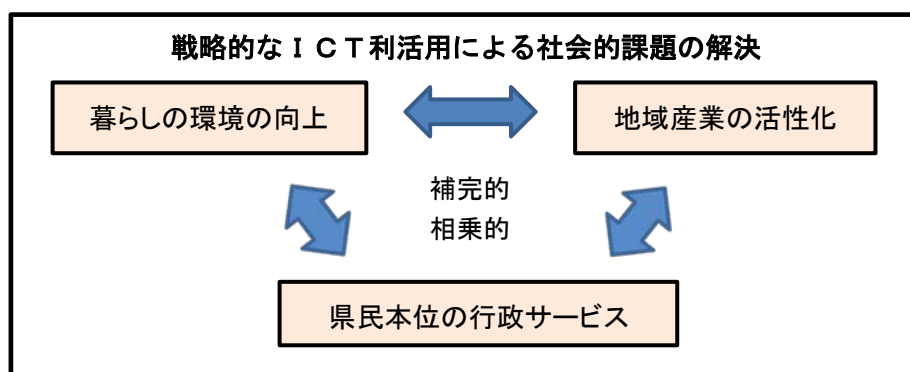 戦略的なＩＣＴ利活用による社会的課題の解決
暮らしの環境の向上
地域産業の活性化
補完的
相乗的
県民本位の行政サービス